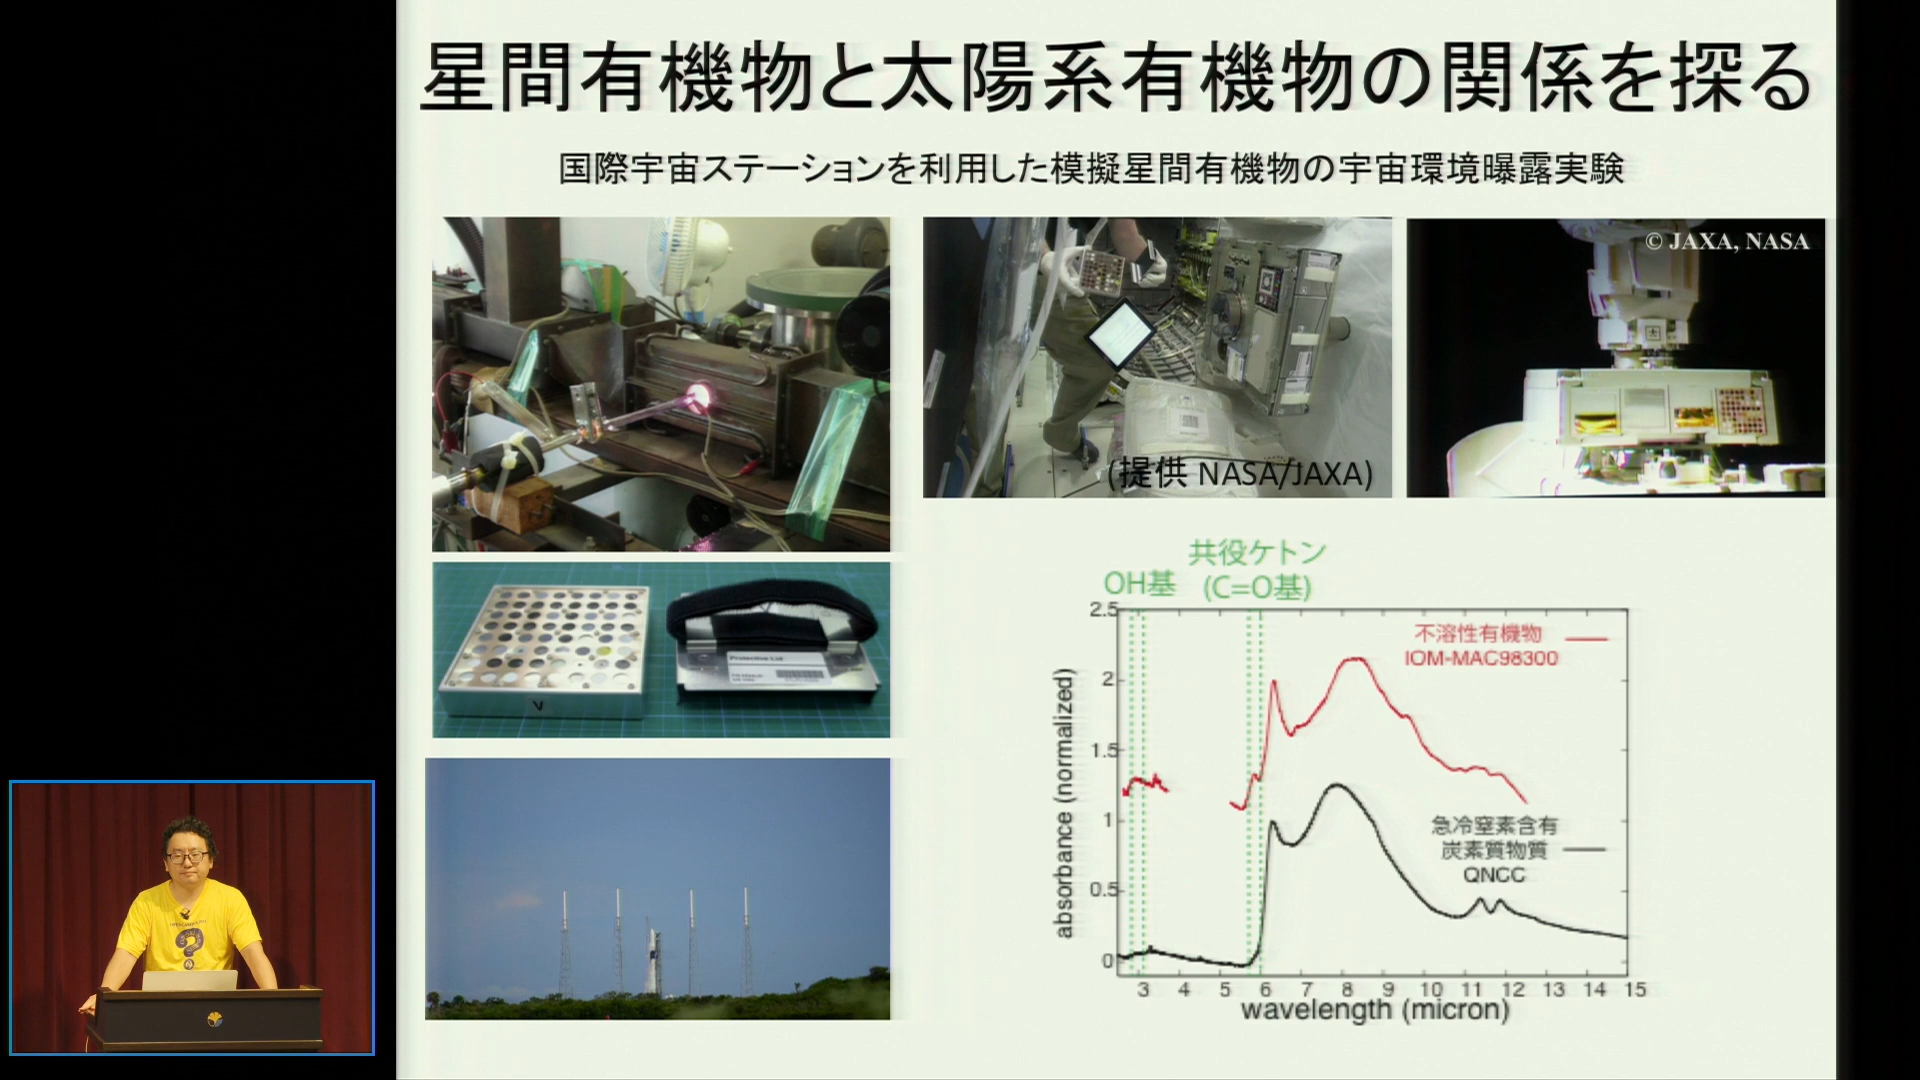 星間有機物と太陽系有機物の関係を探る
国際宇宙ステーションを利用した模擬星間有機物の宇宙環境曝露実験
© JAXA, NASA
(提供 NASA/JAXA)
Protective Lid
V
OH基
共役ケトン
(C=O基)
不溶性有機物
IOM-MAC98300
急冷窒素含有
炭素質物質
QNCC
absorbance (normalized)
2.5
2
1.5
1
0.5
0
3 4 5 6 7 8 9 10 11 12 13 14 15
wavelength (micron)